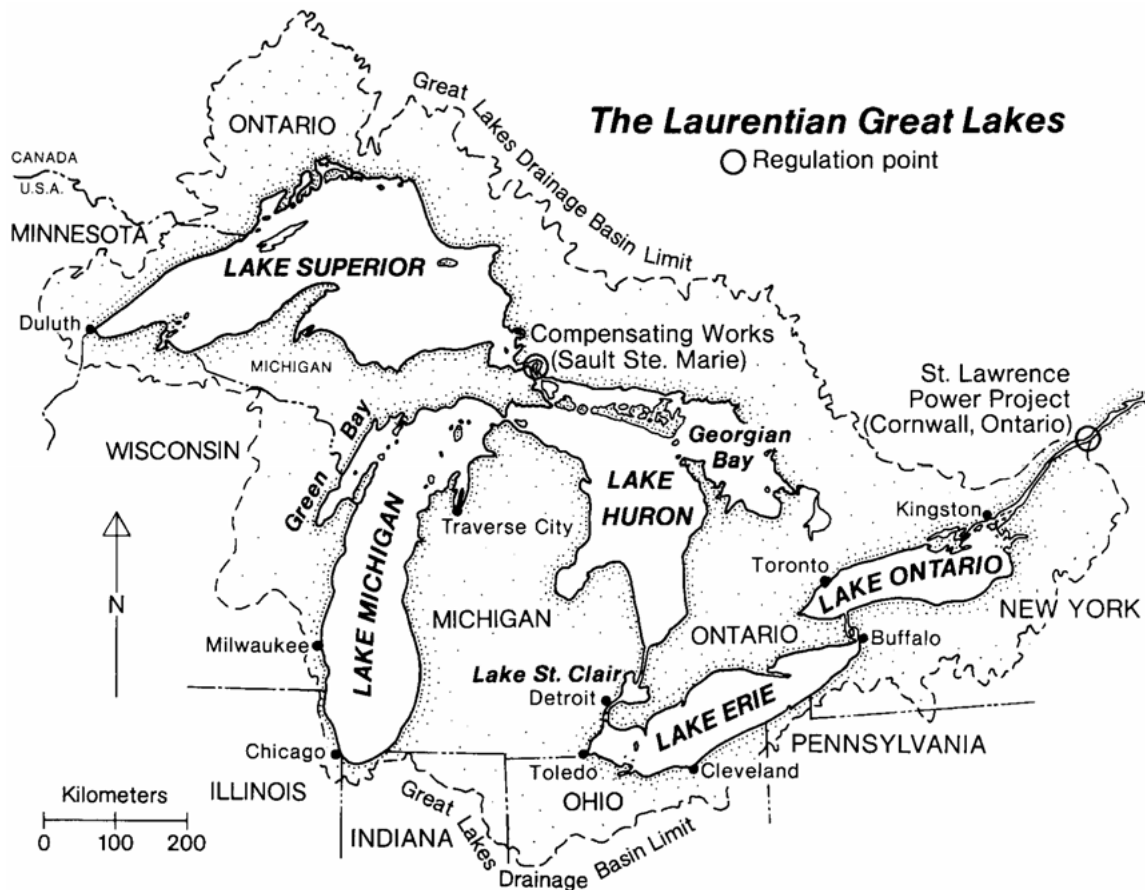 The Laurentian Great Lakes
Regulation point
Great Lakes Drainage Basin Limit
ONTARIO
CANADA
U.S.A.
MINNESOTA
LAKE SUPERIOR
Duluth
Compensating Works
(Sault Ste. Marie)
MICHIGAN
St. Lawrence
Power Project
(Cornwall, Ontario)
WISCONSIN
Green Bay
Georgian
Bay
LAKE
HURON
Traverse City
Kingston
N
LAKE MICHIGAN
Toronto
LAKE ONTARIO
MICHIGAN
NEW YORK
ONTARIO
Milwaukee
Buffalo
Lake St. Clair
Detroit
LAKE ERIE
PENNSYLVANIA
Chicago
Toledo
Cleveland
ILLINOIS
OHIO
Kilometers
0 100 200
INDIANA
Great Lakes
Drainage Basin Limit